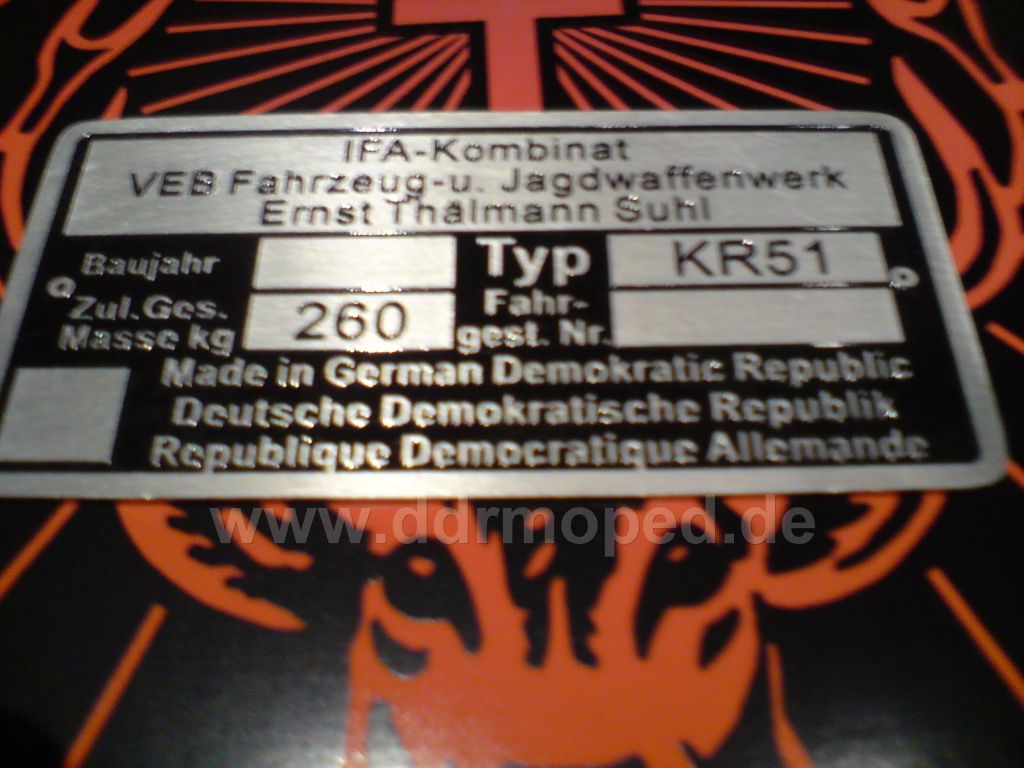 IFA-Kombinat
VEB Fahrzeug-u. Jagdwaffenwerk
Ernst Thälmann Suhl
Baujahr
Typ KR51
Zul.Ges.
Masse kg 260
Fahr-
gest. Nr.
Made in German Demokratic Republic
Deutsche Demokratische Republik
Republique Democratique Allemande
www.ddrmoped.de